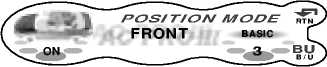 POSITION MODE
RTN
FRONT
BASIC
ON
3
BU
B/U